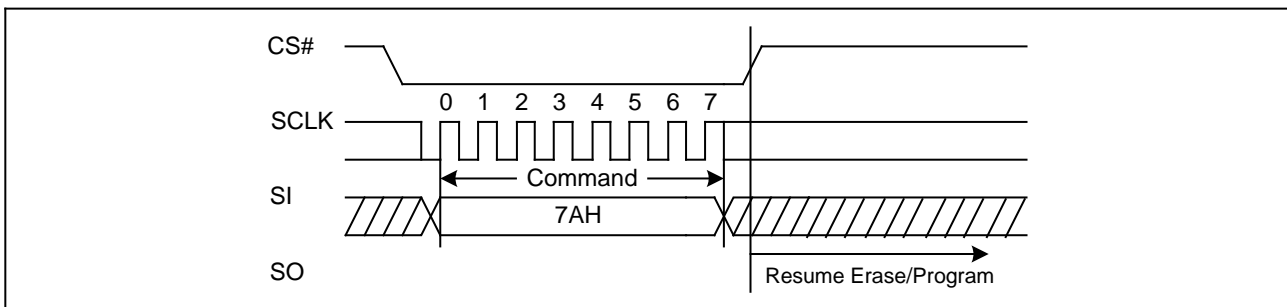 CS#
0 1 2 3 4 5 6 7
SCLK
Command
SI
7AH
SO
Resume Erase/Program